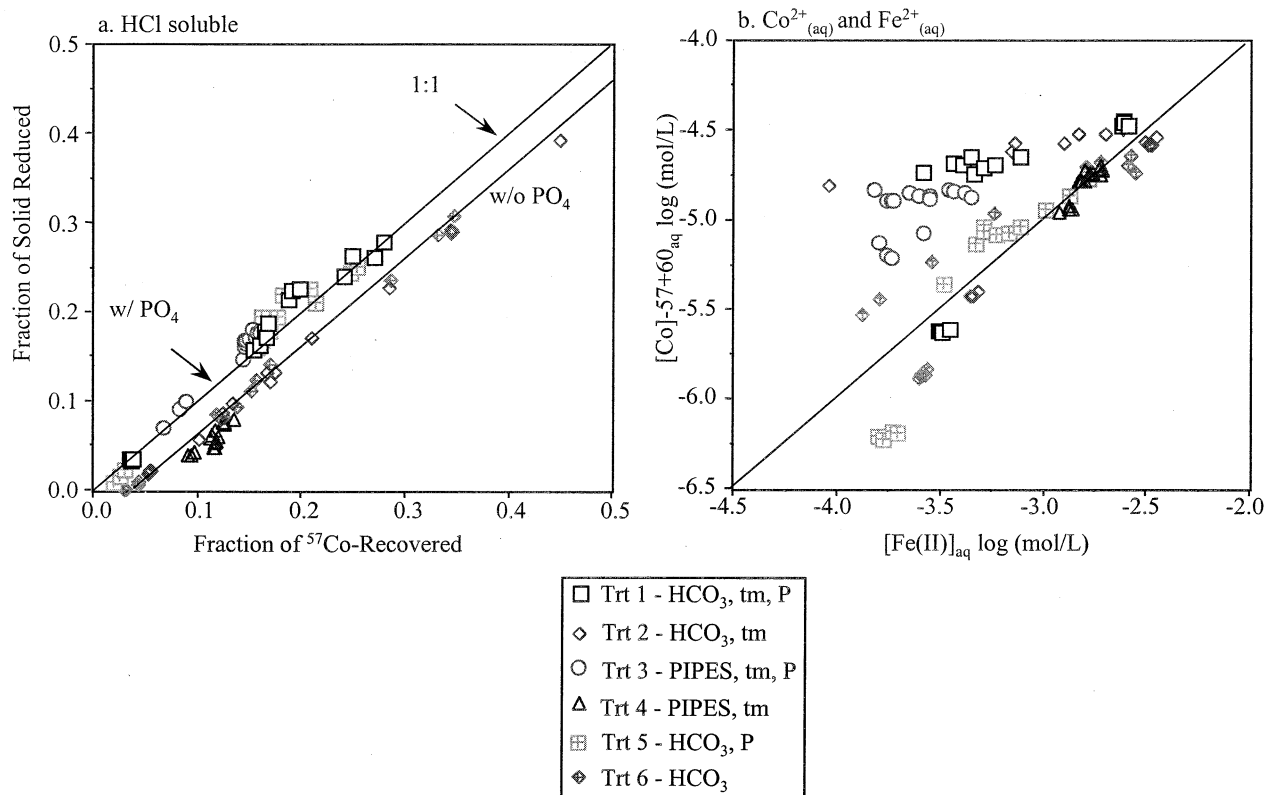 a. HCl soluble
0.5
0.4
0.3
0.2
0.1
0.0
Fraction of Solid Reduced
1:1
w/o PO4
w/ PO4
0.0 0.1 0.2 0.3 0.4 0.5
Fraction of 57Co-Recovered
b. Co2+(aq) and Fe2+(aq)
-4.0
-4.5
-5.0
-5.5
-6.0
-6.5
[Co]-57+60aq log (mol/L)
-4.5 -4.0 -3.5 -3.0 -2.5 -2.0
[Fe(II)]aq log (mol/L)
Trt 1 - HCO3, tm, P
Trt 2 - HCO3, tm
Trt 3 - PIPES, tm, P
Trt 4 - PIPES, tm
Trt 5 - HCO3, P
Trt 6 - HCO3